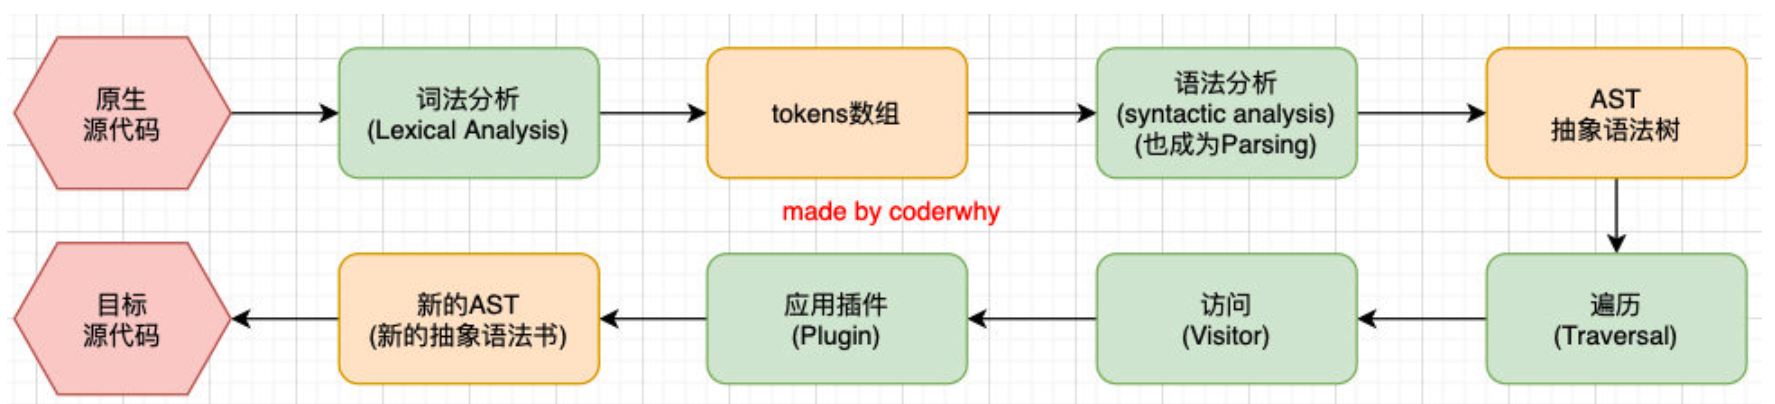 原生
源代码
词法分析
(Lexical Analysis)
tokens数组
语法分析
(syntactic analysis)
(也成为Parsing)
AST
抽象语法树
made by coderwhy
目标
源代码
新的AST
(新的抽象语法书)
应用插件
(Plugin)
访问
(Visitor)
遍历
(Traversal)